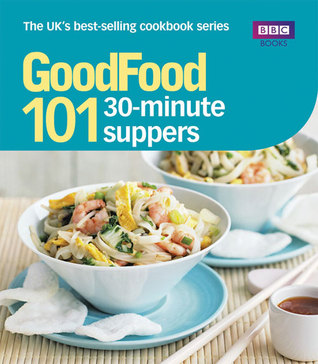 The UK's best-selling cookbook series
BBC
BOOKS
GoodFood
101 30-minute
suppers